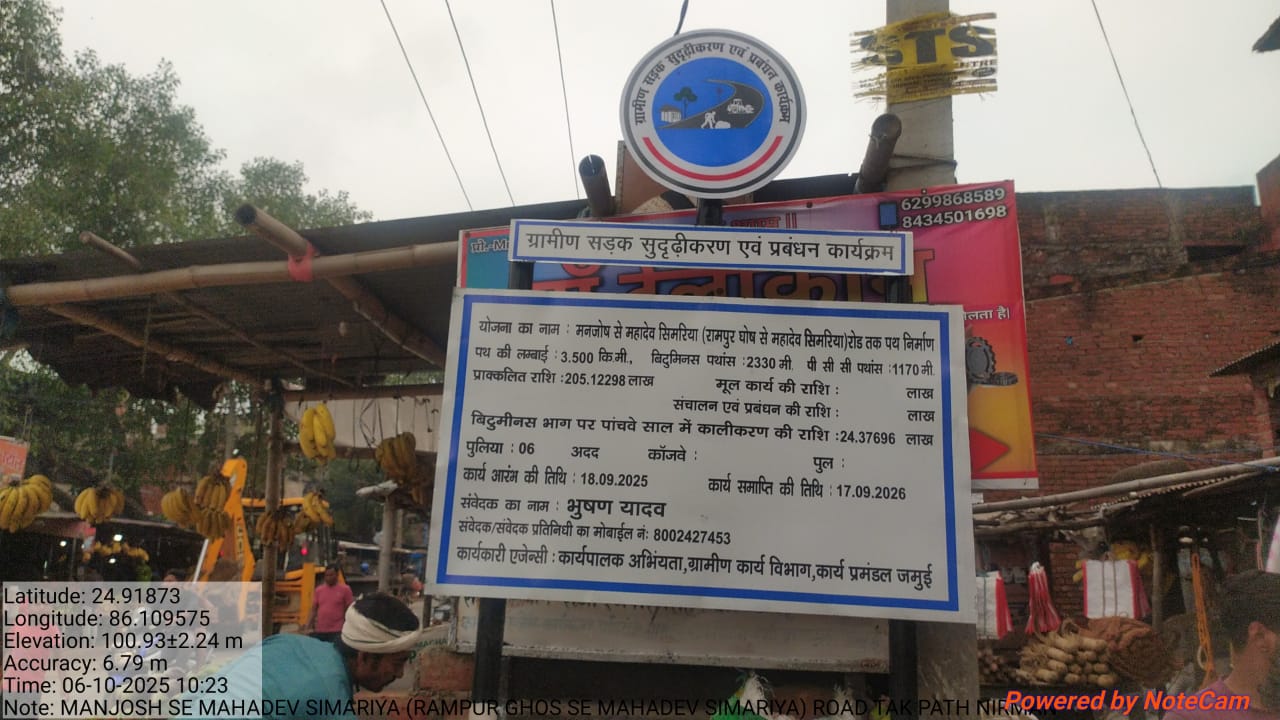 ग्रामीण सड़क सुदृढ़ीकरण एवं प्रबंधन कार्यक्रम
STS
6299868589
8434501698
ग्रामीण सड़क सुदृढ़ीकरण एवं प्रबंधन कार्यक्रम
लता है।
योजना का नाम : मनजोष से महादेव सिमरिया (रामपुर घोष से महादेव सिमरिया)रोड तक पथ निर्माण
पथ की लम्बाई : 3.500 कि.मी., बिटुमिनस पथांस :2330 मी. पी सी सी पथांस :1170 मी.
प्राक्कलित राशि :205.12298 लाख मूल कार्य की राशि : लाख
संचालन एवं प्रबंधन की राशि : लाख
बिटुमीनस भाग पर पांचवे साल में कालीकरण की राशि :24.37696 लाख
पुलिया : 06 अदद कॉजवे : पुल :
कार्य आरंभ की तिथि : 18.09.2025 कार्य समाप्ति की तिथि : 17.09.2026
संवेदक का नाम : भुषण यादव
संवेदक/संवेदक प्रतिनिधी का मोबाईल नं: 8002427453
कार्यकारी एजेन्सी : कार्यपालक अभिंयता,ग्रामीण कार्य विभाग,कार्य प्रमंडल जमुई
Latitude: 24.91873
Longitude: 86.109575
Elevation: 100.93±2.24 m
Accuracy: 6.79 m
Time: 06-10-2025 10:23
Note: MANJOSH SE MAHADEV SIMARIYA (RAMPUR GHOS SE MAHADEV SIMARIYA) ROAD TAK PATH NIRMAN
Powered by NoteCam